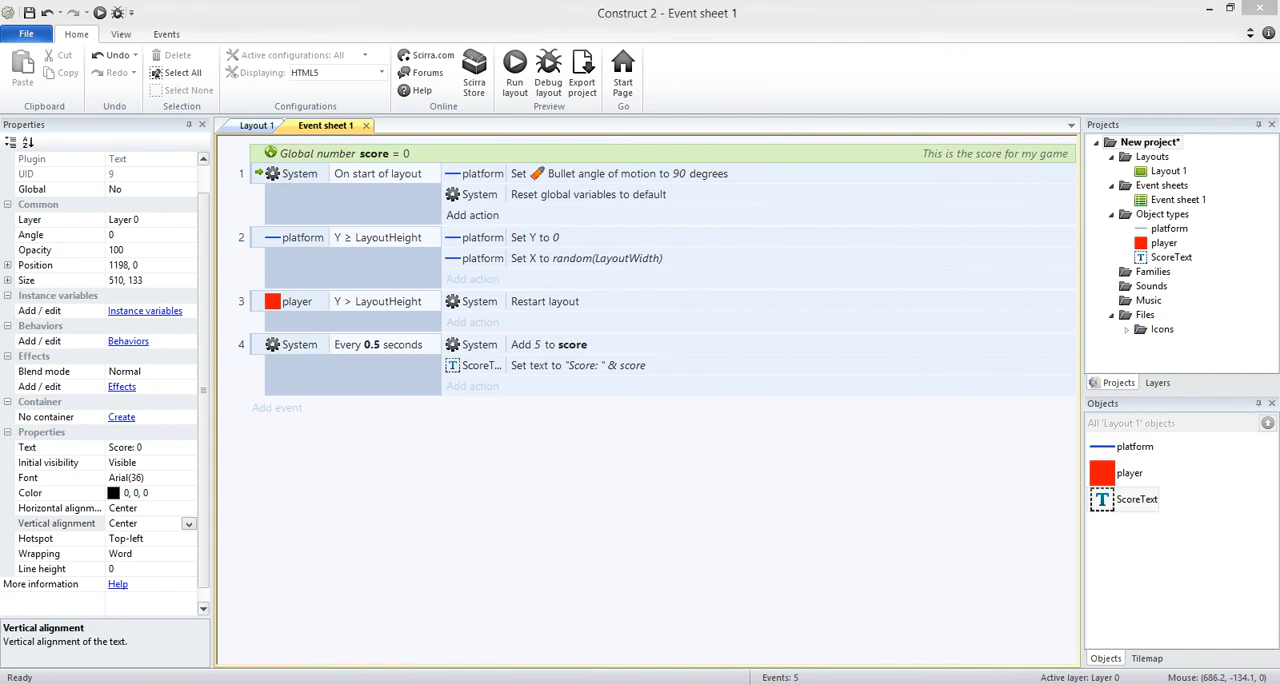 Construct 2 - Event sheet 1
File Home View Events
Paste Cut Copy Clipboard
Undo Redo Undo
Delete Select All Select None Selection
Active configurations: All
Displaying: HTML5
Configurations
Scirra.com Forums Help Scirra Store Online
Run layout Debug layout Export project Preview
Start Page Go
Properties
Plugin Text
UID 9
Global No
Common
Layer Layer 0
Angle 0
Opacity 100
Position 1198, 0
Size 510, 133
Instance variables
Add / edit Instance variables
Behaviors
Add / edit Behaviors
Effects
Blend mode Normal
Add / edit Effects
Container
No container Create
Properties
Text Score: 0
Initial visibility Visible
Font Arial(36)
Color 0, 0, 0
Horizontal alignm... Center
Vertical alignment Center
Hotspot Top-left
Wrapping Word
Line height 0
More information Help
Vertical alignment
Vertical alignment of the text.
Layout 1 Event sheet 1
Global number score = 0 This is the score for my game
1 System On start of layout platform Set Bullet angle of motion to 90 degrees
System Reset global variables to default
Add action
2 platform Y ≥ LayoutHeight platform Set Y to 0
platform Set X to random(LayoutWidth)
Add action
3 player Y > LayoutHeight System Restart layout
Add action
4 System Every 0.5 seconds System Add 5 to score
ScoreT... Set text to "Score: " & score
Add action
Add event
Projects
New project*
Layouts
Layout 1
Event sheets
Event sheet 1
Object types
platform
player
ScoreText
Families
Sounds
Music
Files
Icons
Projects Layers
Objects
All 'Layout 1' objects
platform
player
ScoreText
Objects Tilemap
Ready Events: 5 Active layer: Layer 0 Mouse: (686.2, -134.1, 0)